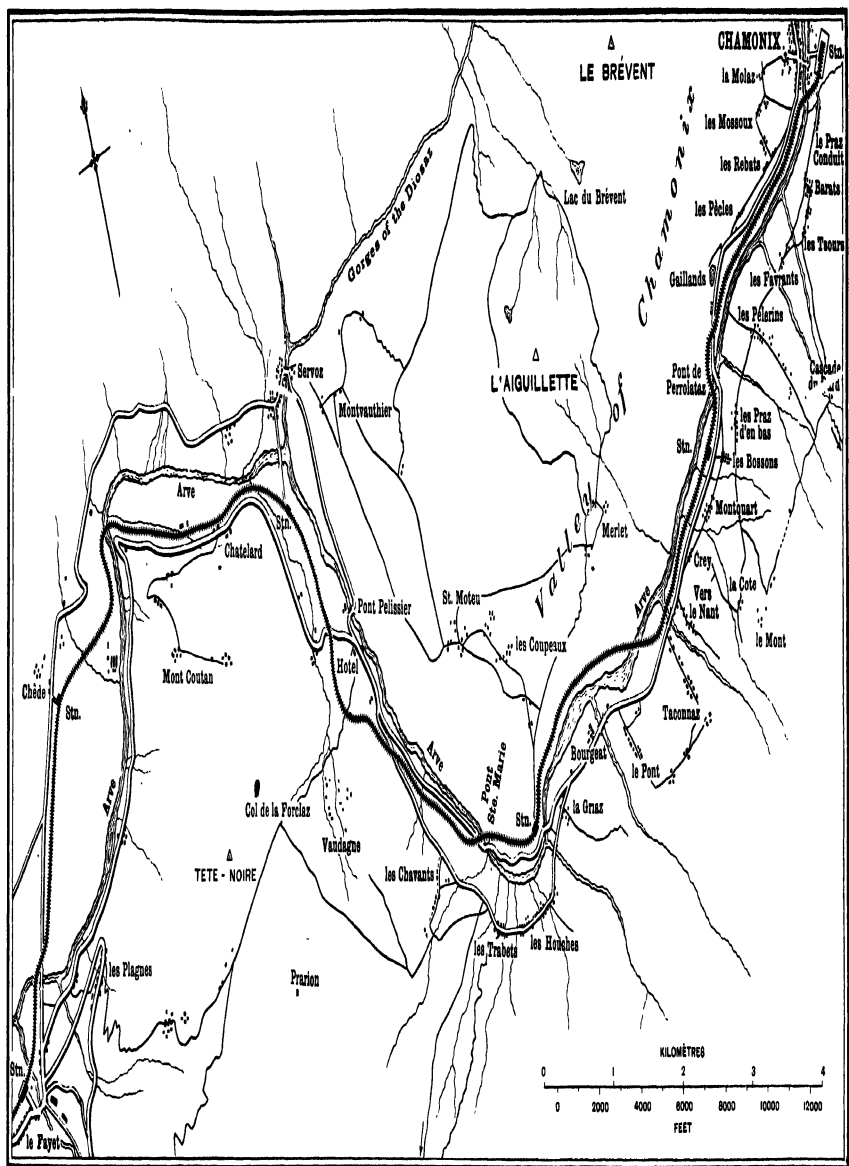 CHAMONIX.
Stn.
LE BRÉVENT
la Molaz
les Mossoux
le Praz
Conduit
les Rebats
Barats
Lac du Brévent
les Pècles
les Tsours
Gorges of the Diosaz
Gaillands
les Favrants
les Pélerins
Valley of Chamonix
Servoz
L'AIGUILLETTE
Pont de
Perrolataz
Cascade
Montvauthier
les Praz
d'en bas
Stn.
les Bossons
Arve
Montquart
Stn.
Merlet
Chatelard
Crey
la Cote
Vers
le Nant
Arve
Pont Pelissier
St. Moteu
le Mont
les Coupeaux
Hotel
Mont Coutan
Chède
Stn.
Taconnaz
Arve
Pont
Ste. Marie
Bourgeat
le Pont
Arve
Col de la Forclaz
Stn.
la Griaz
Vandagne
TETE-NOIRE
les Chavants
les Trabets
les Houches
les Plagnes
Prarion
Stn.
le Fayet
KILOMÈTRES
0 1 2 3 4
0 2000 4000 6000 8000 10000 12000
FEET